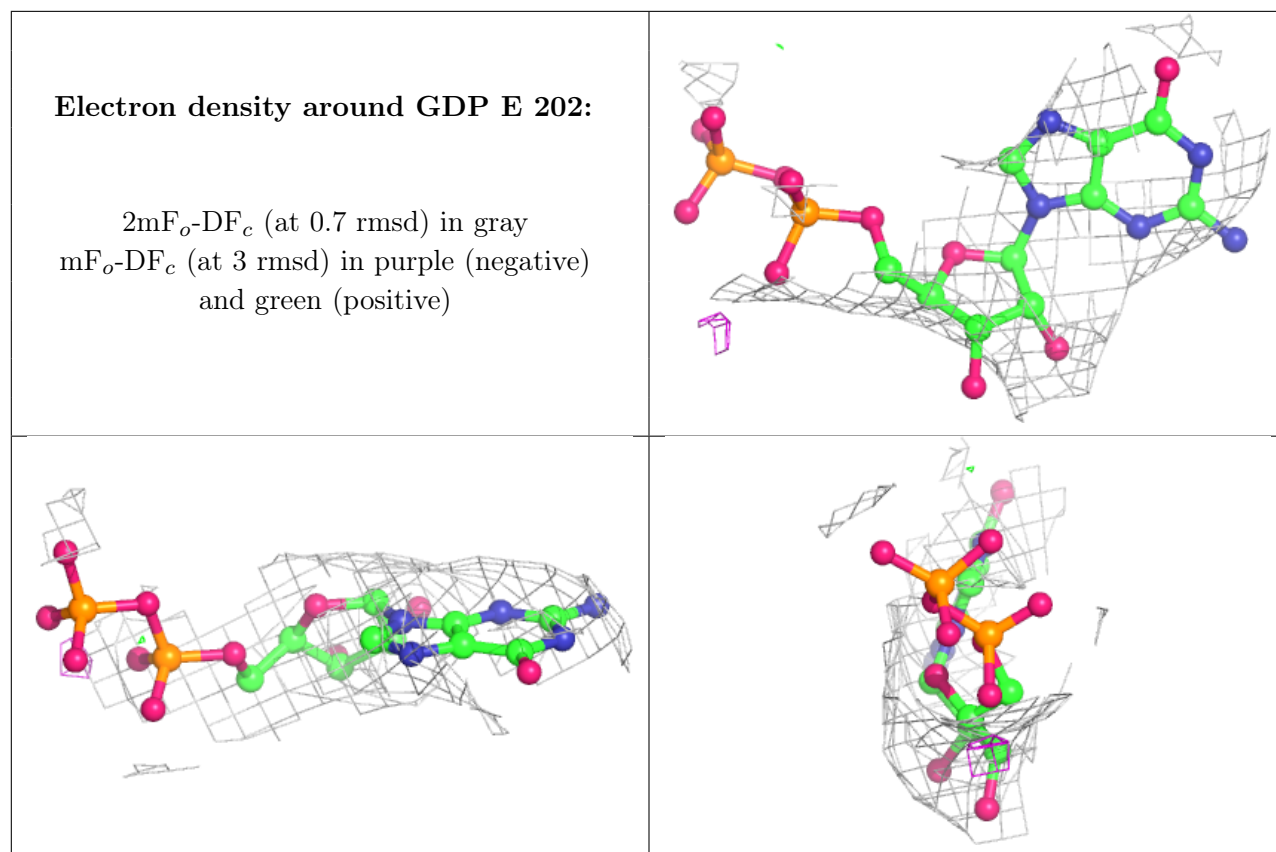 Electron density around GDP E 202:
2mFₒ-DF𝒸 (at 0.7 rmsd) in gray
mFₒ-DF𝒸 (at 3 rmsd) in purple (negative)
and green (positive)